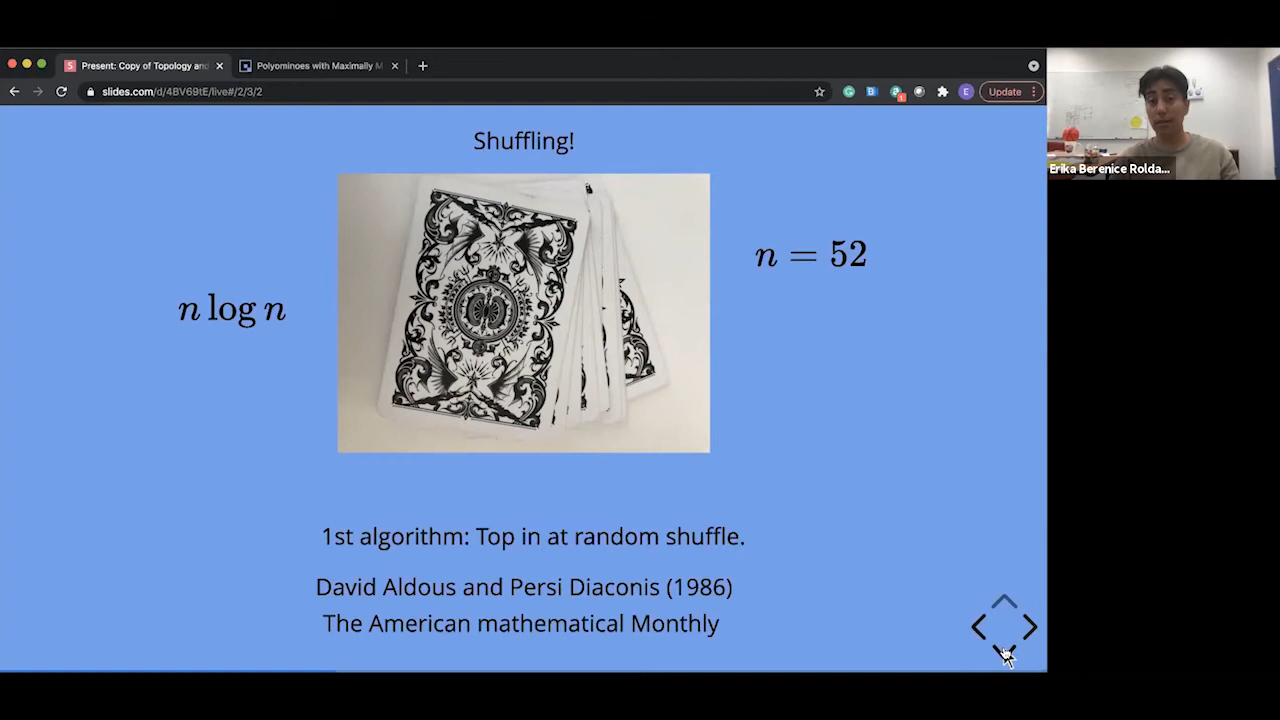 Present: Copy of Topology and
Polyominoes with Maximally M
slides.com/d/4BV69tE/live#/2/3/2
E
Update
Shuffling!
n = 52
n log n
1st algorithm: Top in at random shuffle.
David Aldous and Persi Diaconis (1986)
The American mathematical Monthly
Erika Berenice Rolda...